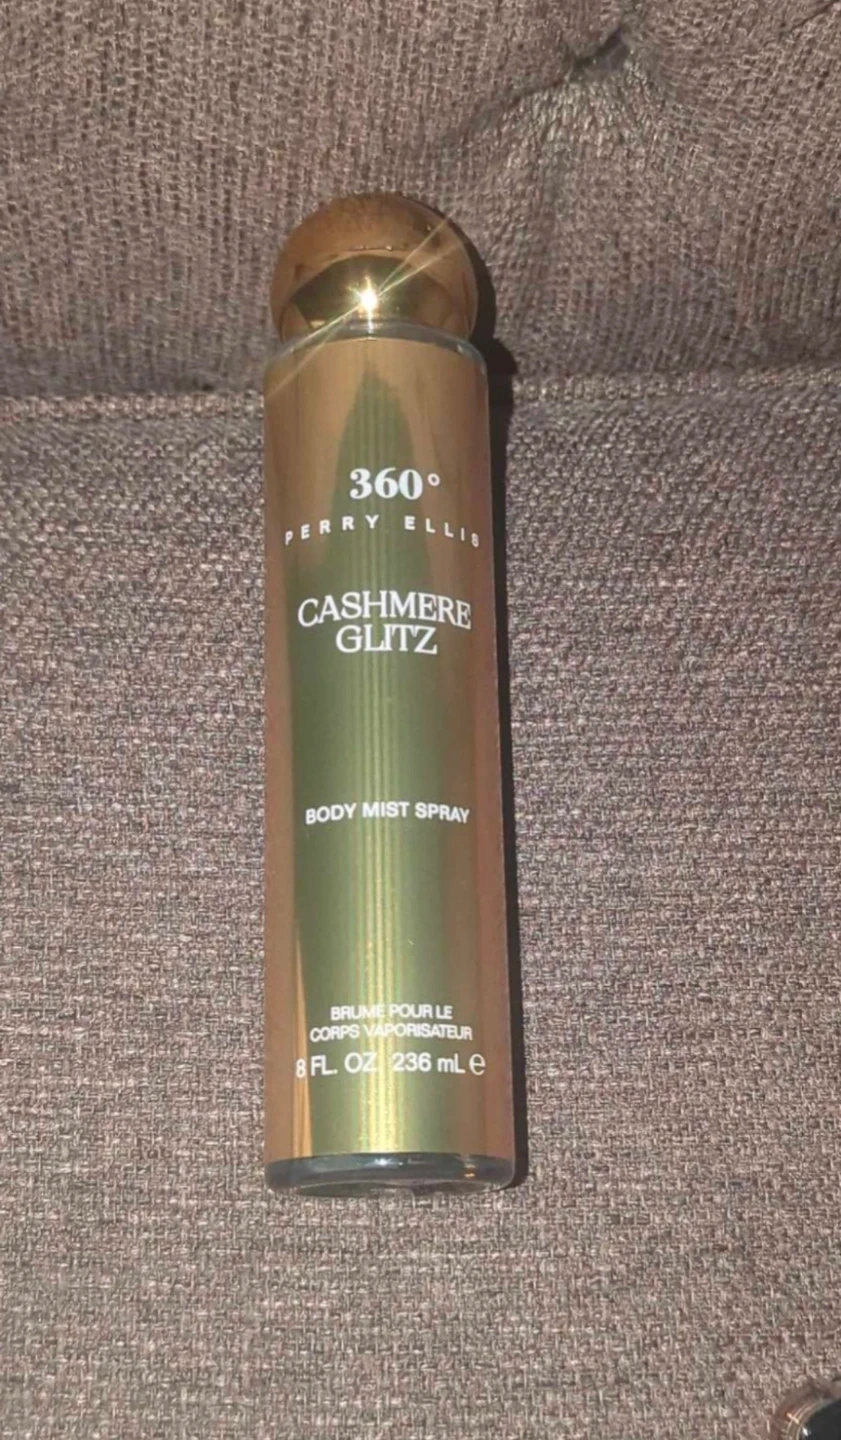 360°
PERRY ELLIS
CASHMERE
GLITZ
BODY MIST SPRAY
BRUME POUR LE
CORPS VAPORISATEUR
8 FL. OZ. 236 mL ℮